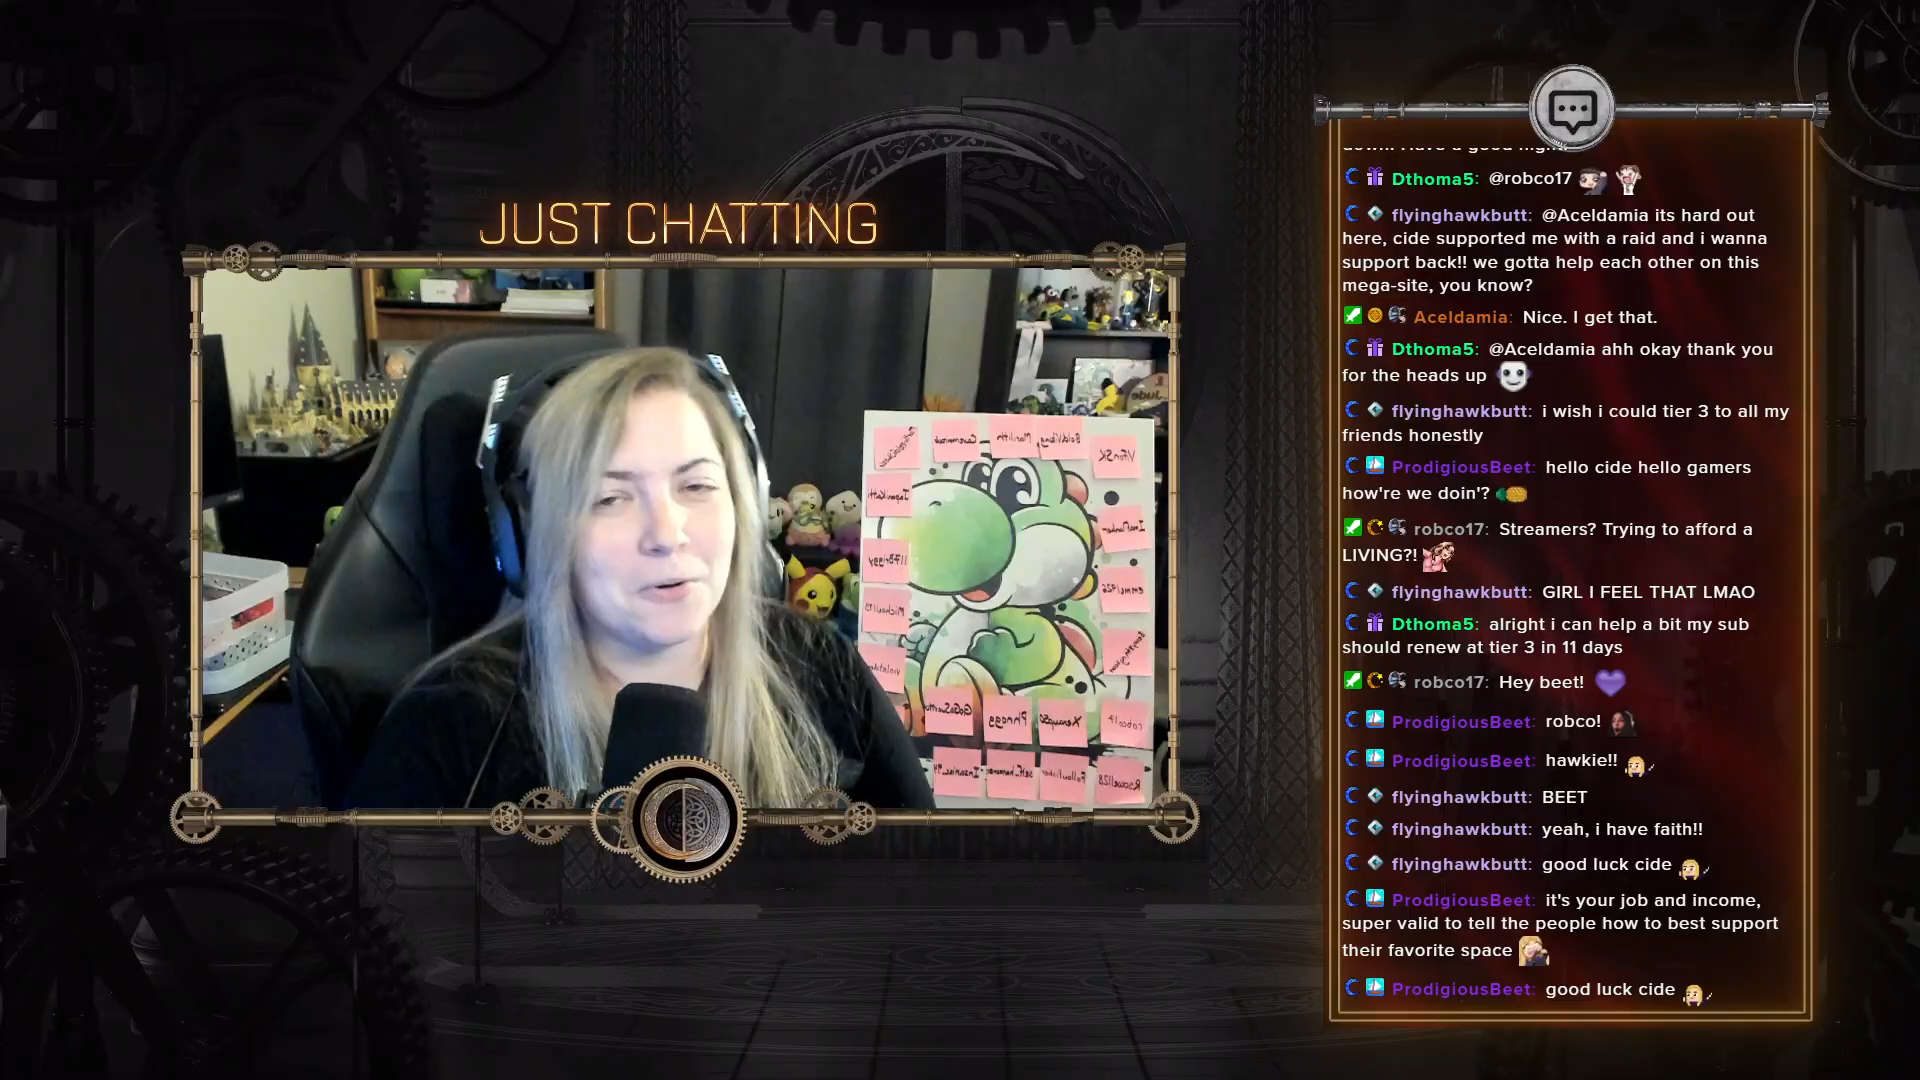 JUST CHATTING
Dthoma5: @robco17
flyinghawkbutt: @Aceldamia its hard out
here, cide supported me with a raid and i wanna
support back!! we gotta help each other on this
mega-site, you know?
Aceldamia: Nice. I get that.
Dthoma5: @Aceldamia ahh okay thank you
for the heads up
flyinghawkbutt: i wish i could tier 3 to all my
friends honestly
ProdigiousBeet: hello cide hello gamers
how're we doin'?
robco17: Streamers? Trying to afford a
LIVING?!
flyinghawkbutt: GIRL I FEEL THAT LMAO
Dthoma5: alright i can help a bit my sub
should renew at tier 3 in 11 days
robco17: Hey beet!
ProdigiousBeet: robco!
ProdigiousBeet: hawkie!!
flyinghawkbutt: BEET
flyinghawkbutt: yeah, i have faith!!
flyinghawkbutt: good luck cide
ProdigiousBeet: it's your job and income,
super valid to tell the people how to best support
their favorite space
ProdigiousBeet: good luck cide